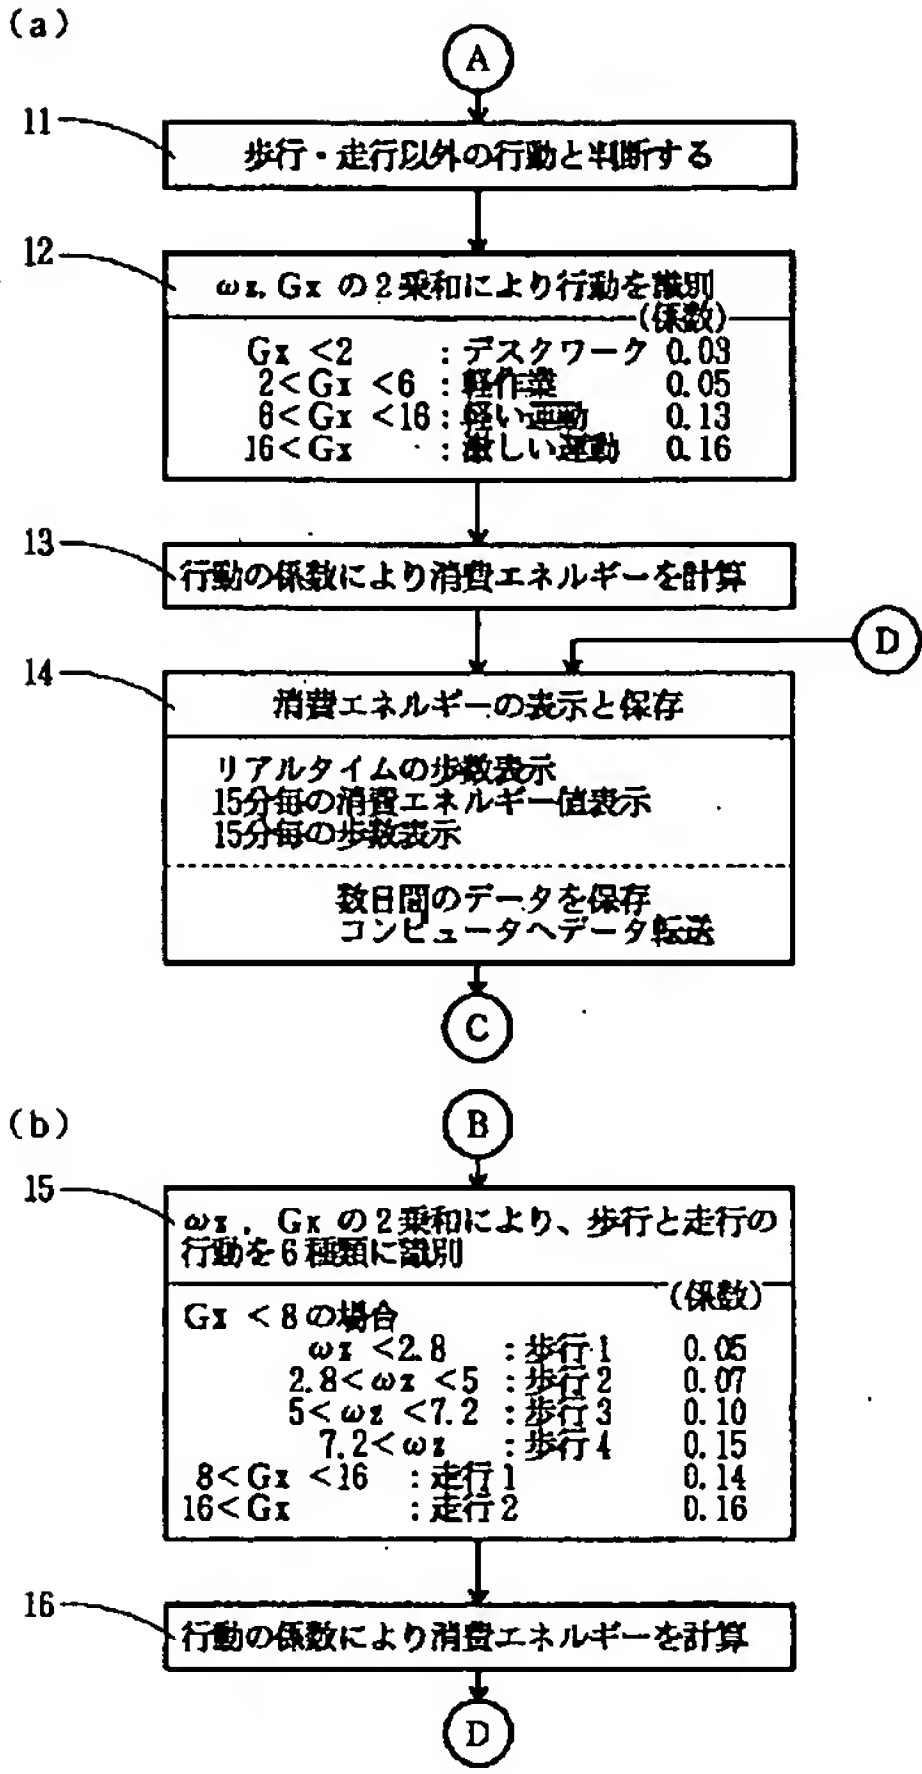 (a)
A
11
歩行・走行以外の行動と判断する
12
ωz, Gx の2乗和により行動を識別
(係数)
Gx <2 : デスクワーク 0.03
2<Gx <6 : 軽作業 0.05
6<Gx <16 : 軽い運動 0.13
16<Gx : 激しい運動 0.16
13
行動の係数により消費エネルギーを計算
D
14
消費エネルギーの表示と保存
リアルタイムの歩数表示
15分毎の消費エネルギー値表示
15分毎の歩数表示
数日間のデータを保存
コンピュータへデータ転送
C
(b)
B
15
ωz , Gx の2乗和により、歩行と走行の
行動を6種類に識別
(係数)
Gx <8の場合
ωz <2.8 : 歩行1 0.05
2.8<ωz <5 : 歩行2 0.07
5<ωz <7.2 : 歩行3 0.10
7.2<ωz : 歩行4 0.15
8<Gx <16 : 走行1 0.14
16<Gx : 走行2 0.16
16
行動の係数により消費エネルギーを計算
D